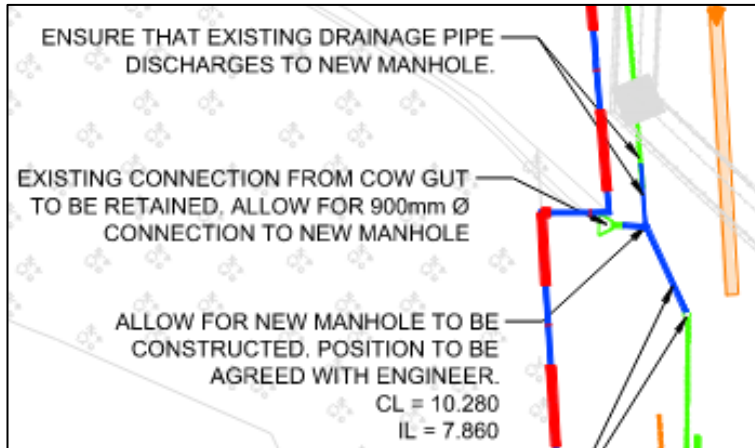 ENSURE THAT EXISTING DRAINAGE PIPE
DISCHARGES TO NEW MANHOLE.
EXISTING CONNECTION FROM COW GUT
TO BE RETAINED. ALLOW FOR 900mm Ø
CONNECTION TO NEW MANHOLE
ALLOW FOR NEW MANHOLE TO BE
CONSTRUCTED. POSITION TO BE
AGREED WITH ENGINEER.
CL = 10.280
IL = 7.860